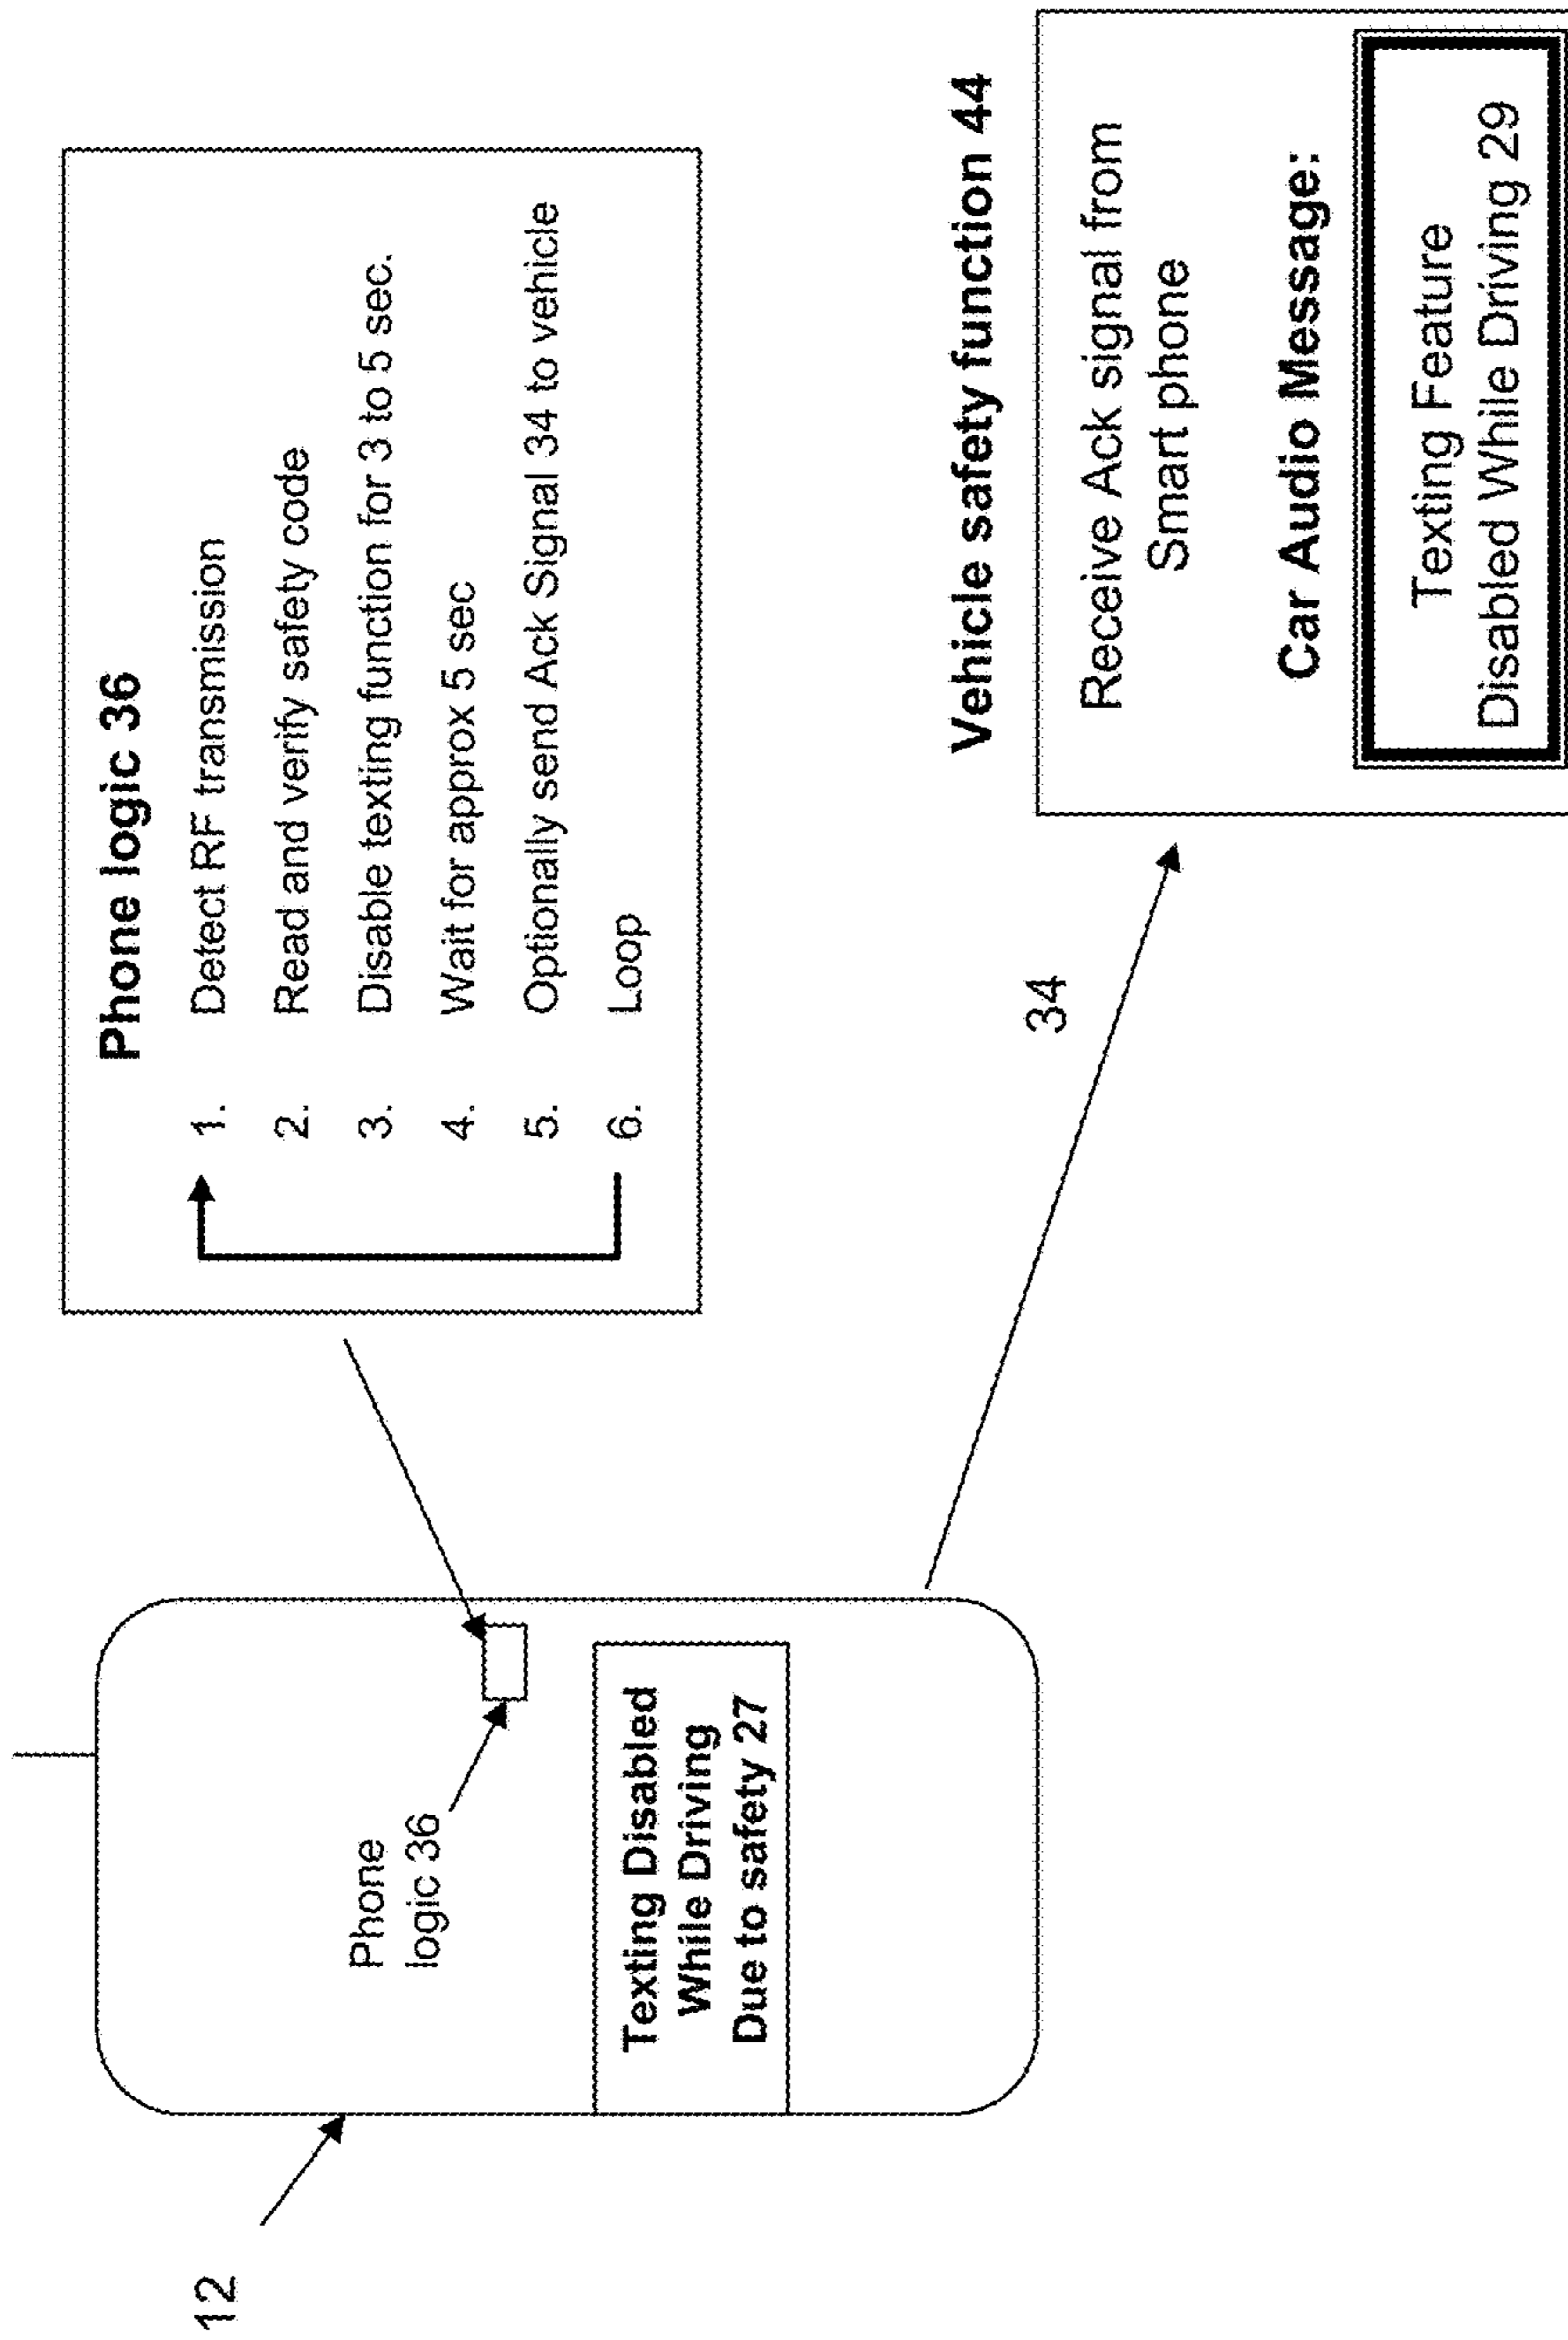 12
Phone
logic 36
Texting Disabled
While Driving
Due to safety 27
Phone logic 36
1. Detect RF transmission
2. Read and verify safety code
3. Disable texting function for 3 to 5 sec.
4. Wait for approx 5 sec
5. Optionally send Ack Signal 34 to vehicle
6. Loop
34
Vehicle safety function 44
Receive Ack signal from
Smart phone
Car Audio Message:
Texting Feature
Disabled While Driving 29